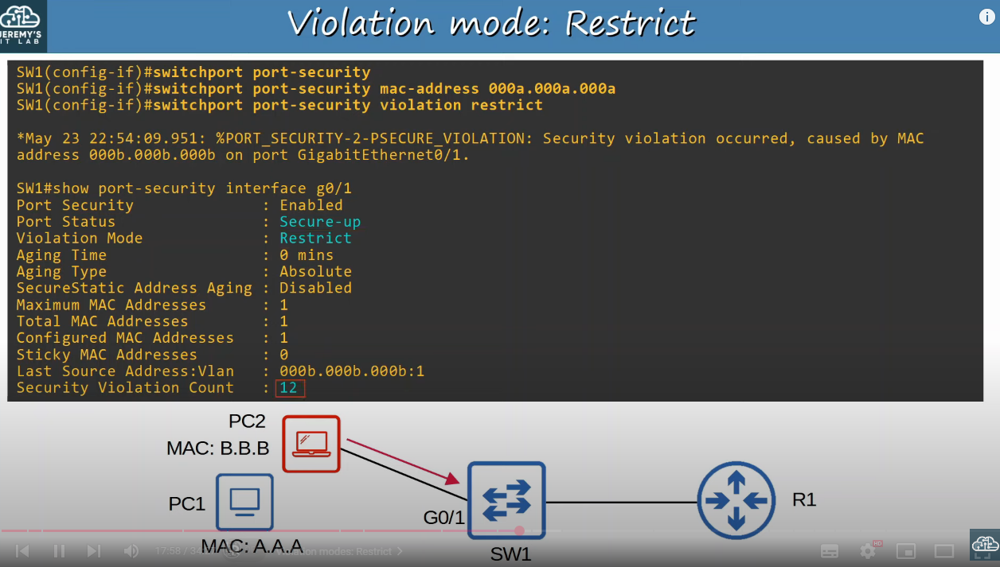 Violation mode: Restrict
JEREMY'S
IT LAB
SW1(config-if)#switchport port-security
SW1(config-if)#switchport port-security mac-address 000a.000a.000a
SW1(config-if)#switchport port-security violation restrict
*May 23 22:54:09.951: %PORT_SECURITY-2-PSECURE_VIOLATION: Security violation occurred, caused by MAC
address 000b.000b.000b on port GigabitEthernet0/1.
SW1#show port-security interface g0/1
Port Security : Enabled
Port Status : Secure-up
Violation Mode : Restrict
Aging Time : 0 mins
Aging Type : Absolute
SecureStatic Address Aging : Disabled
Maximum MAC Addresses : 1
Total MAC Addresses : 1
Configured MAC Addresses : 1
Sticky MAC Addresses : 0
Last Source Address:Vlan : 000b.000b.000b:1
Security Violation Count : 12
PC2
MAC: B.B.B
PC1
R1
G0/1
MAC: A.A.A
SW1
17:58 / 34
Violation modes: Restrict
HD